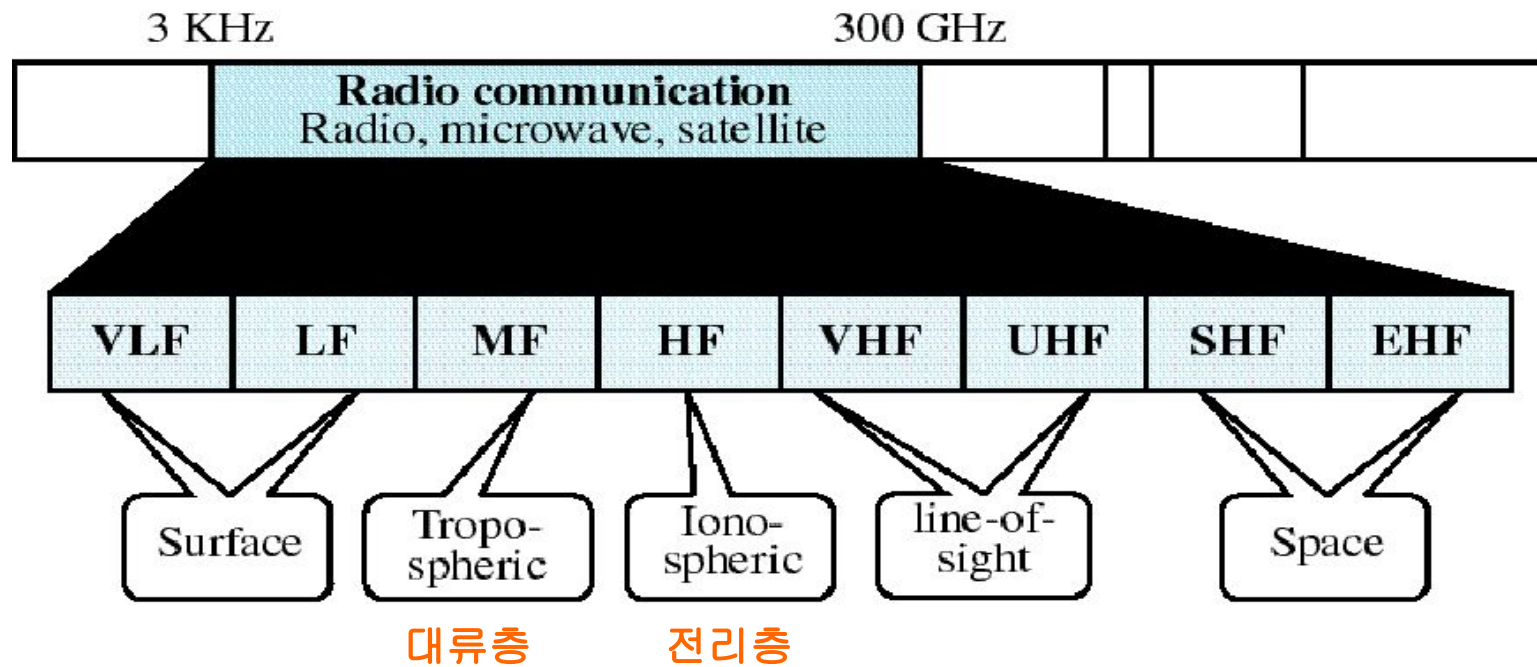 3 KHz 300 GHz
Radio communication
Radio, microwave, satellite
VLF LF MF HF VHF UHF SHF EHF
Surface
Tropo-
spheric
Iono-
spheric
line-of-
sight
Space
대류층 전리층